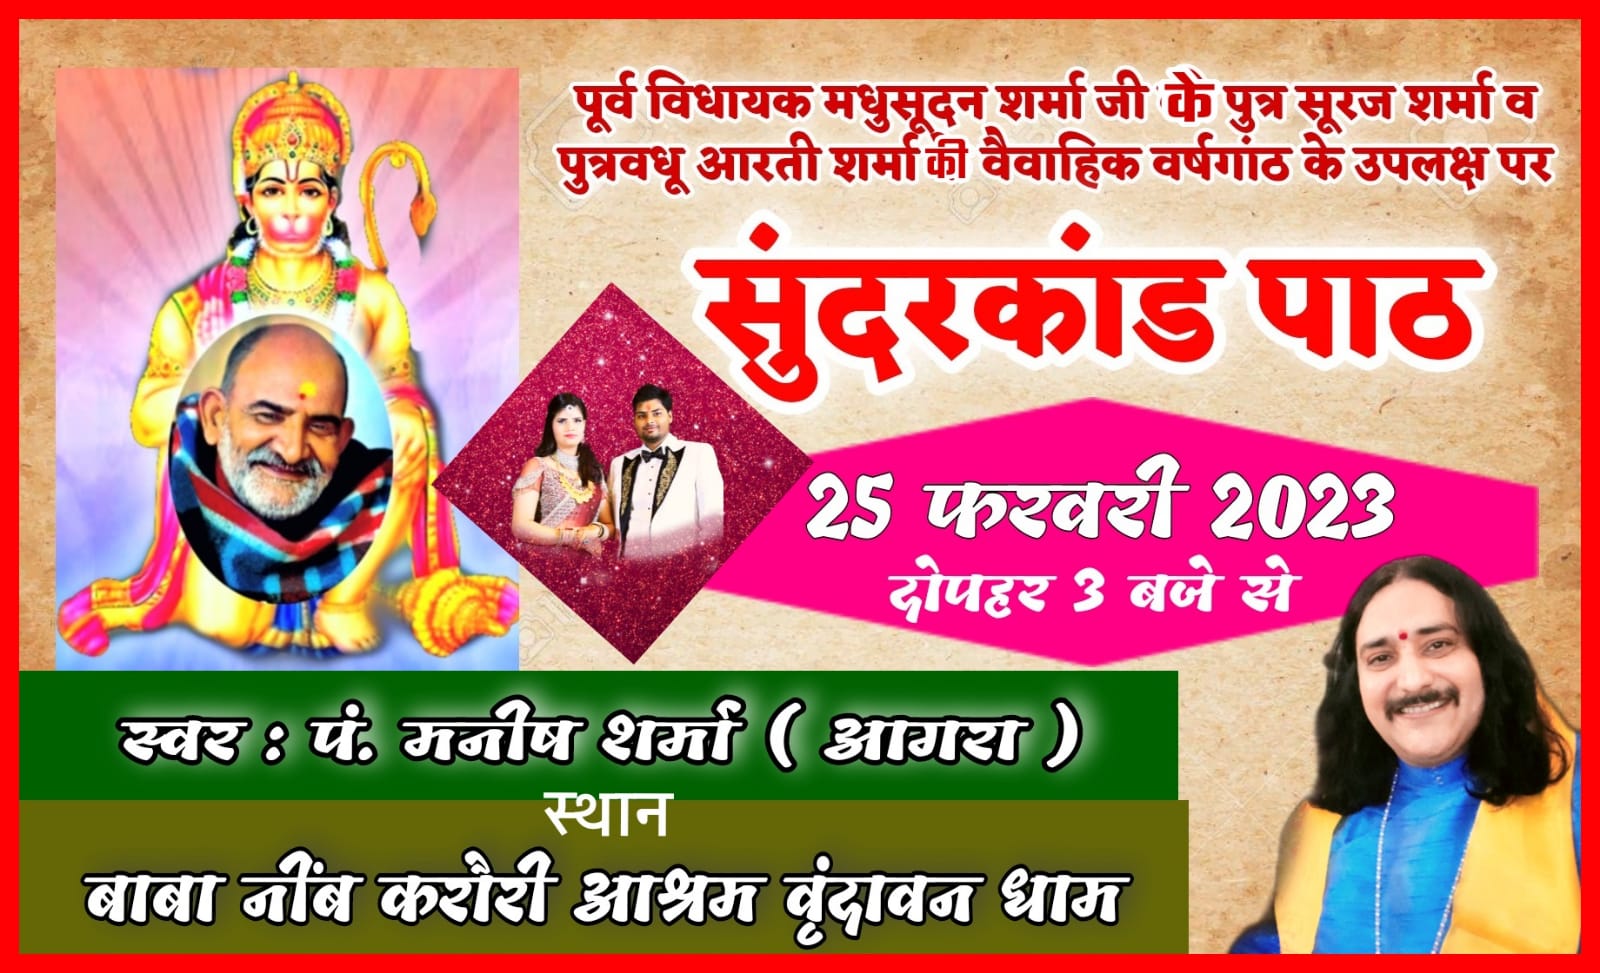 पूर्व विधायक मधुसूदन शर्मा जी के पुत्र सूरज शर्मा व
पुत्रवधू आरती शर्मा की वैवाहिक वर्षगांठ के उपलक्ष पर
सुंदरकांड पाठ
25 फरवरी 2023
दोपहर 3 बजे से
स्वर : पं. मनीष शर्मा ( आगरा )
स्थान
बाबा नींब करौरी आश्रम वृंदावन धाम